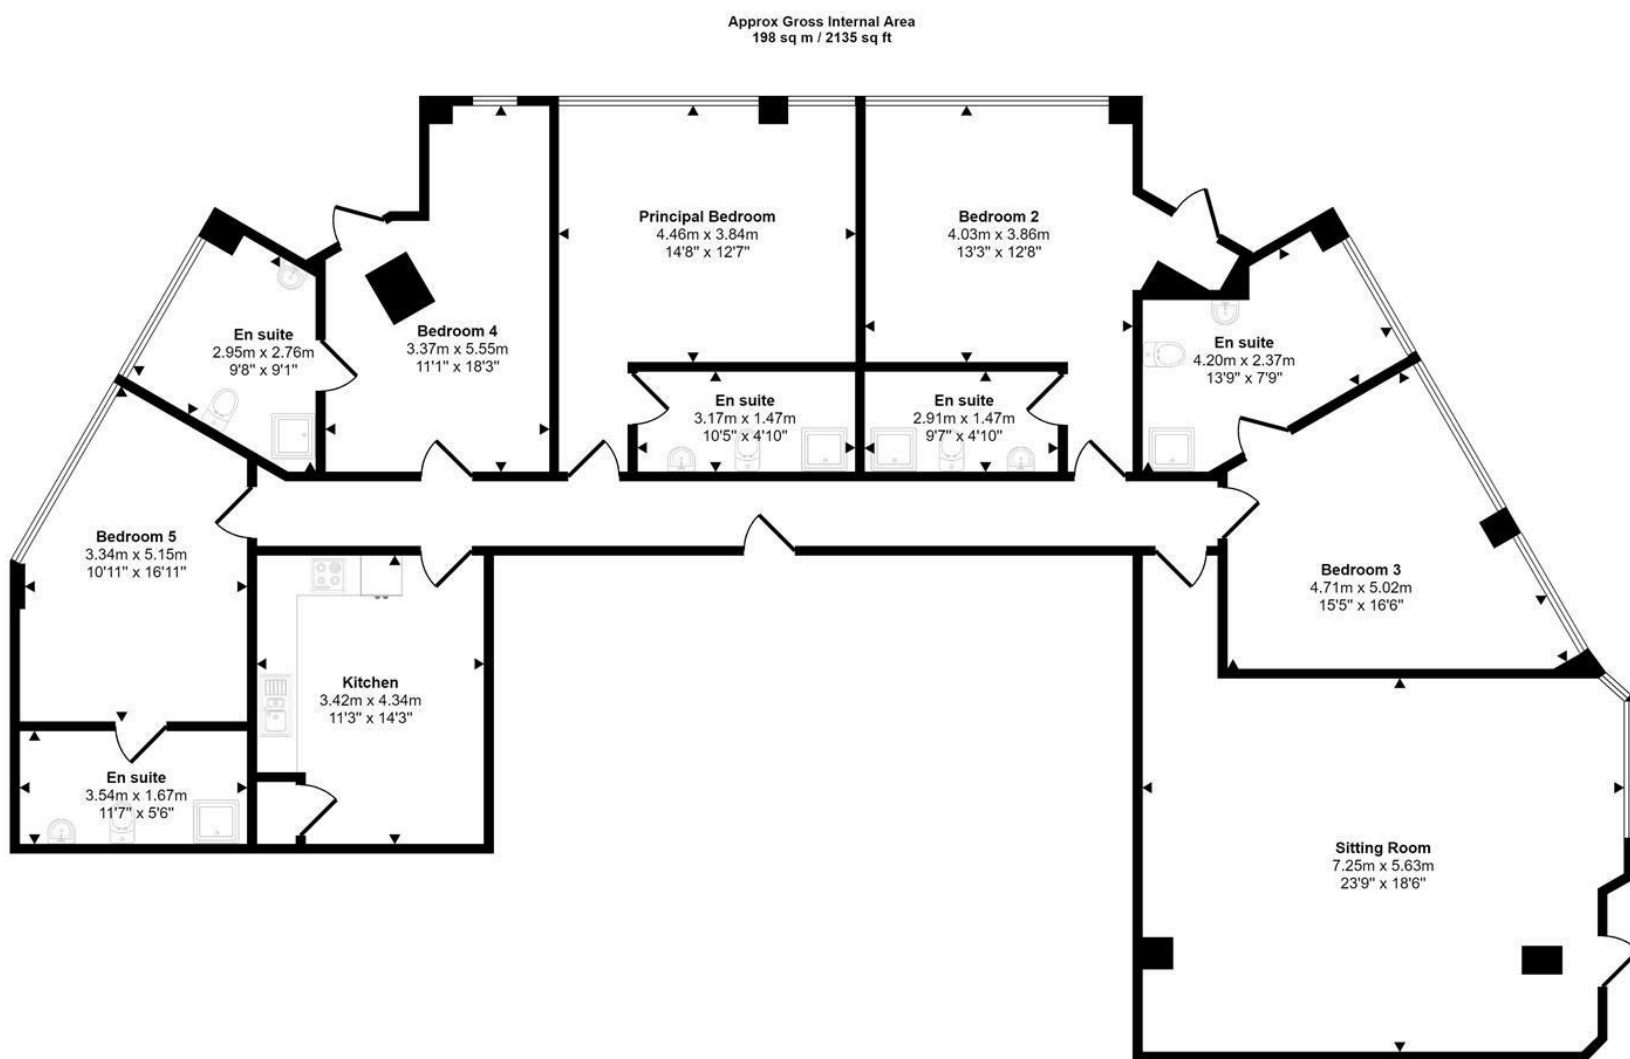 Approx Gross Internal Area
198 sq m / 2135 sq ft
Principal Bedroom
4.46m x 3.84m
14'8" x 12'7"
Bedroom 2
4.03m x 3.86m
13'3" x 12'8"
En suite
2.95m x 2.76m
9'8" x 9'1"
Bedroom 4
3.37m x 5.55m
11'1" x 18'3"
En suite
4.20m x 2.37m
13'9" x 7'9"
En suite
3.17m x 1.47m
10'5" x 4'10"
En suite
2.91m x 1.47m
9'7" x 4'10"
Bedroom 5
3.34m x 5.15m
10'11" x 16'11"
Bedroom 3
4.71m x 5.02m
15'5" x 16'6"
Kitchen
3.42m x 4.34m
11'3" x 14'3"
En suite
3.54m x 1.67m
11'7" x 5'6"
Sitting Room
7.25m x 5.63m
23'9" x 18'6"